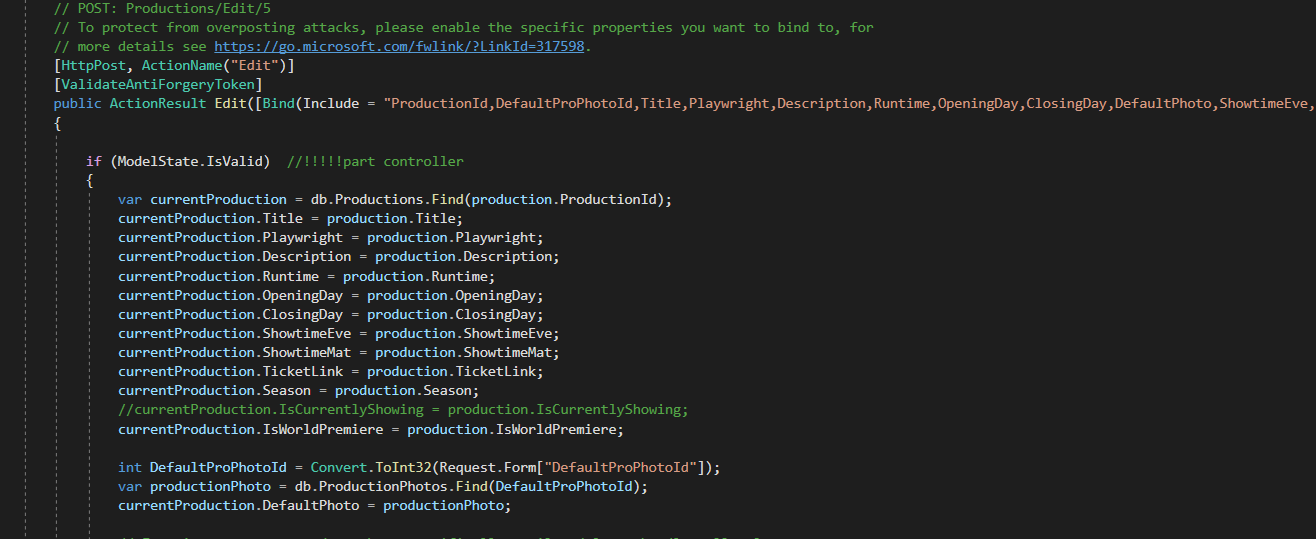 // POST: Productions/Edit/5
// To protect from overposting attacks, please enable the specific properties you want to bind to, for
// more details see https://go.microsoft.com/fwlink/?LinkId=317598.
[HttpPost, ActionName("Edit")]
[ValidateAntiForgeryToken]
public ActionResult Edit([Bind(Include = "ProductionId,DefaultProPhotoId,Title,Playwright,Description,Runtime,OpeningDay,ClosingDay,DefaultPhoto,ShowtimeEve,
{
if (ModelState.IsValid)  //!!!!!part controller
{
var currentProduction = db.Productions.Find(production.ProductionId);
currentProduction.Title = production.Title;
currentProduction.Playwright = production.Playwright;
currentProduction.Description = production.Description;
currentProduction.Runtime = production.Runtime;
currentProduction.OpeningDay = production.OpeningDay;
currentProduction.ClosingDay = production.ClosingDay;
currentProduction.ShowtimeEve = production.ShowtimeEve;
currentProduction.ShowtimeMat = production.ShowtimeMat;
currentProduction.TicketLink = production.TicketLink;
currentProduction.Season = production.Season;
//currentProduction.IsCurrentlyShowing = production.IsCurrentlyShowing;
currentProduction.IsWorldPremiere = production.IsWorldPremiere;
int DefaultProPhotoId = Convert.ToInt32(Request.Form["DefaultProPhotoId"]);
var productionPhoto = db.ProductionPhotos.Find(DefaultProPhotoId);
currentProduction.DefaultPhoto = productionPhoto;